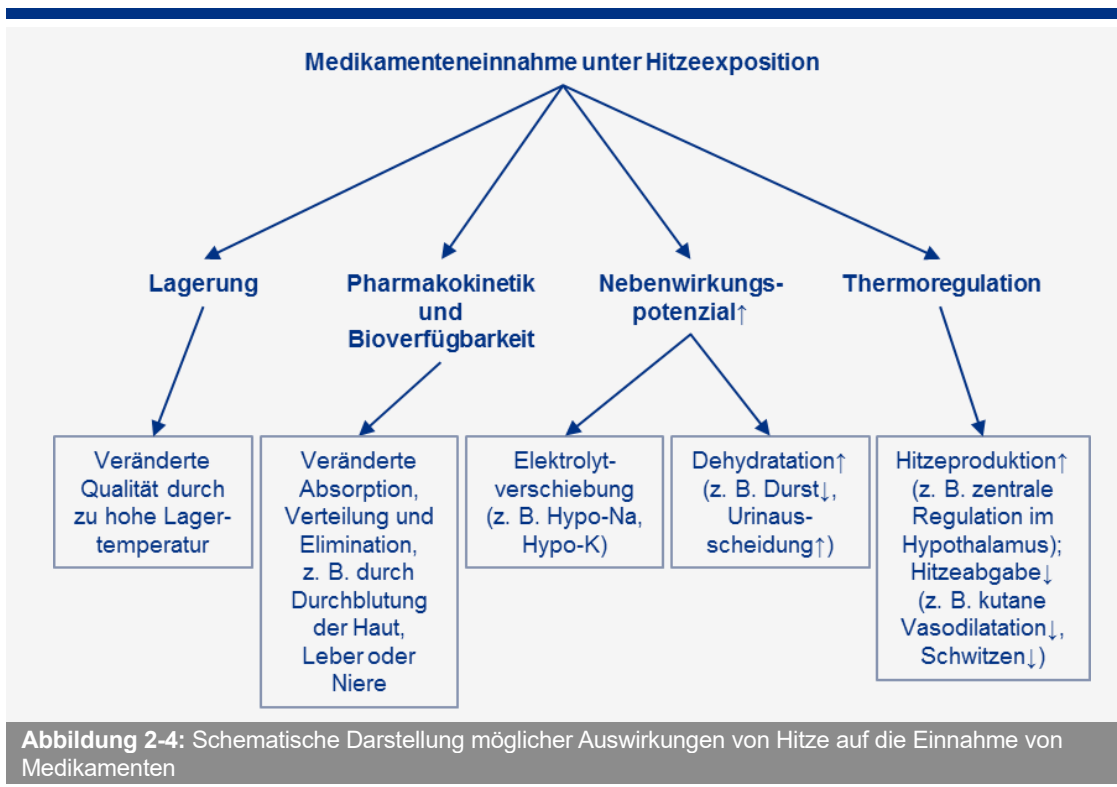 Medikamenteneinnahme unter Hitzeexposition
Lagerung
Pharmakokinetik
und
Bioverfügbarkeit
Nebenwirkungs-
potenzial↑
Thermoregulation
Veränderte
Qualität durch
zu hohe Lager-
temperatur
Veränderte
Absorption,
Verteilung und
Elimination,
z. B. durch
Durchblutung
der Haut,
Leber oder
Niere
Elektrolyt-
verschiebung
(z. B. Hypo-Na,
Hypo-K)
Dehydratation↑
(z. B. Durst↓,
Urinaus-
scheidung↑)
Hitzeproduktion↑
(z. B. zentrale
Regulation im
Hypothalamus);
Hitzeabgabe↓
(z. B. kutane
Vasodilatation↓,
Schwitzen↓)
Abbildung 2-4: Schematische Darstellung möglicher Auswirkungen von Hitze auf die Einnahme von
Medikamenten